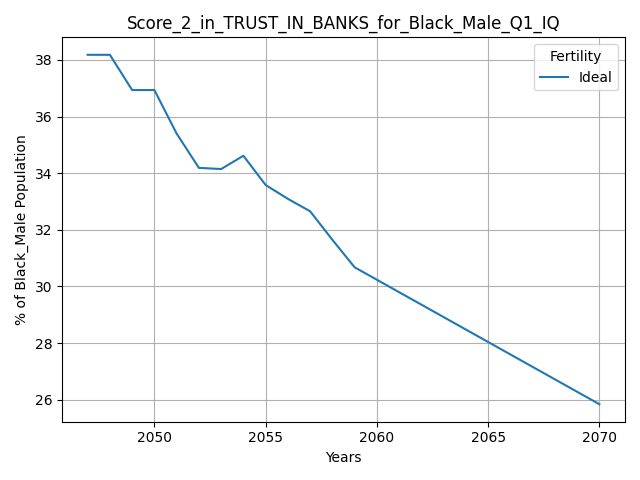 Score_2_in_TRUST_IN_BANKS_for_Black_Male_Q1_IQ
Fertility
Ideal
% of Black_Male Population
38
36
34
32
30
28
26
2050 2055 2060 2065 2070
Years